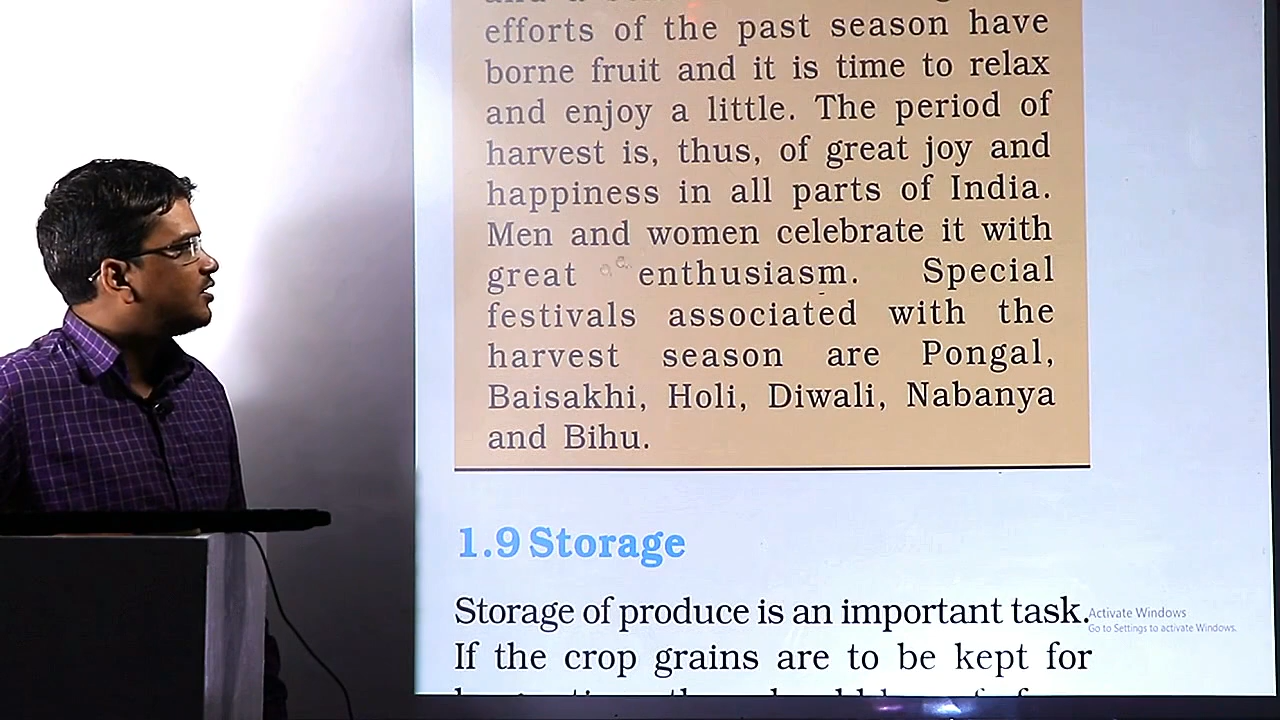 efforts of the past season have
borne fruit and it is time to relax
and enjoy a little. The period of
harvest is, thus, of great joy and
happiness in all parts of India.
Men and women celebrate it with
great enthusiasm. Special
festivals associated with the
harvest season are Pongal,
Baisakhi, Holi, Diwali, Nabanya
and Bihu.
1.9 Storage
Storage of produce is an important task.
If the crop grains are to be kept for
Activate Windows
Go to Settings to activate Windows.